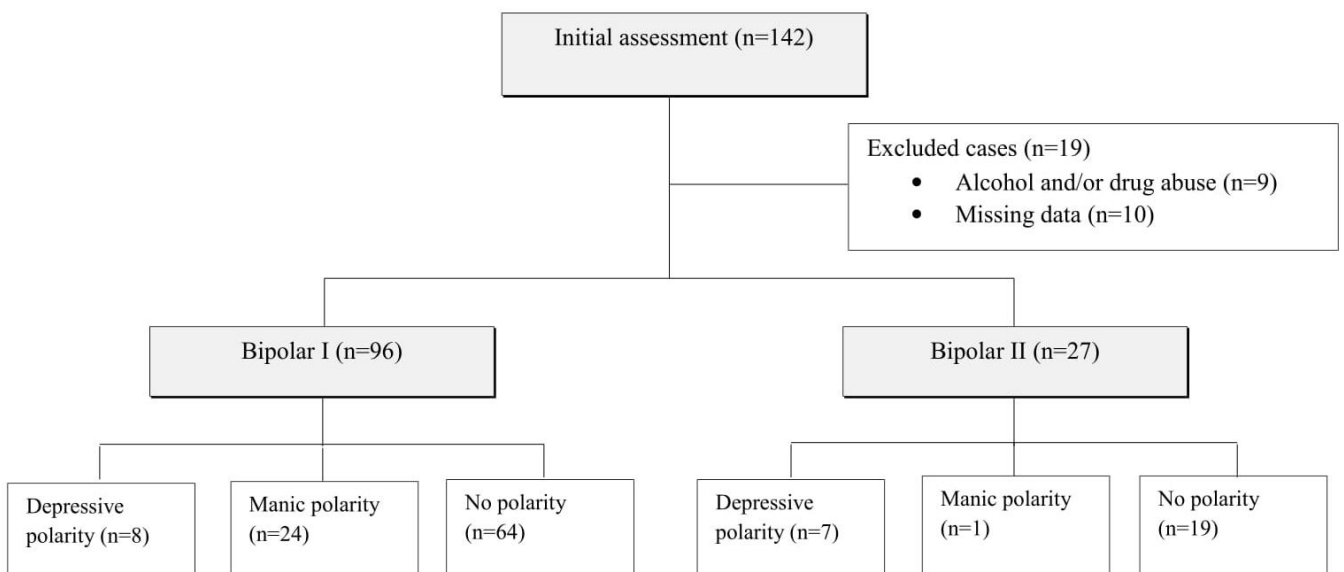 Initial assessment (n=142)
Excluded cases (n=19)
• Alcohol and/or drug abuse (n=9)
• Missing data (n=10)
Bipolar I (n=96)
Bipolar II (n=27)
Depressive
polarity (n=8)
Manic polarity
(n=24)
No polarity
(n=64)
Depressive
polarity (n=7)
Manic polarity
(n=1)
No polarity
(n=19)